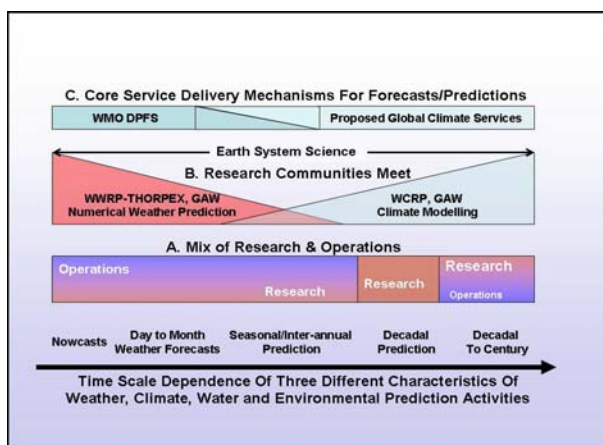 C. Core Service Delivery Mechanisms For Forecasts/Predictions
WMO DPFS
Proposed Global Climate Services
Earth System Science
B. Research Communities Meet
WWRP-THORPEX, GAW
Numerical Weather Prediction
WCRP, GAW
Climate Modelling
A. Mix of Research & Operations
Operations
Research
Research
Research
Operations
Nowcasts
Day to Month
Weather Forecasts
Seasonal/Inter-annual
Prediction
Decadal
Prediction
Decadal
To Century
Time Scale Dependence Of Three Different Characteristics Of
Weather, Climate, Water and Environmental Prediction Activities